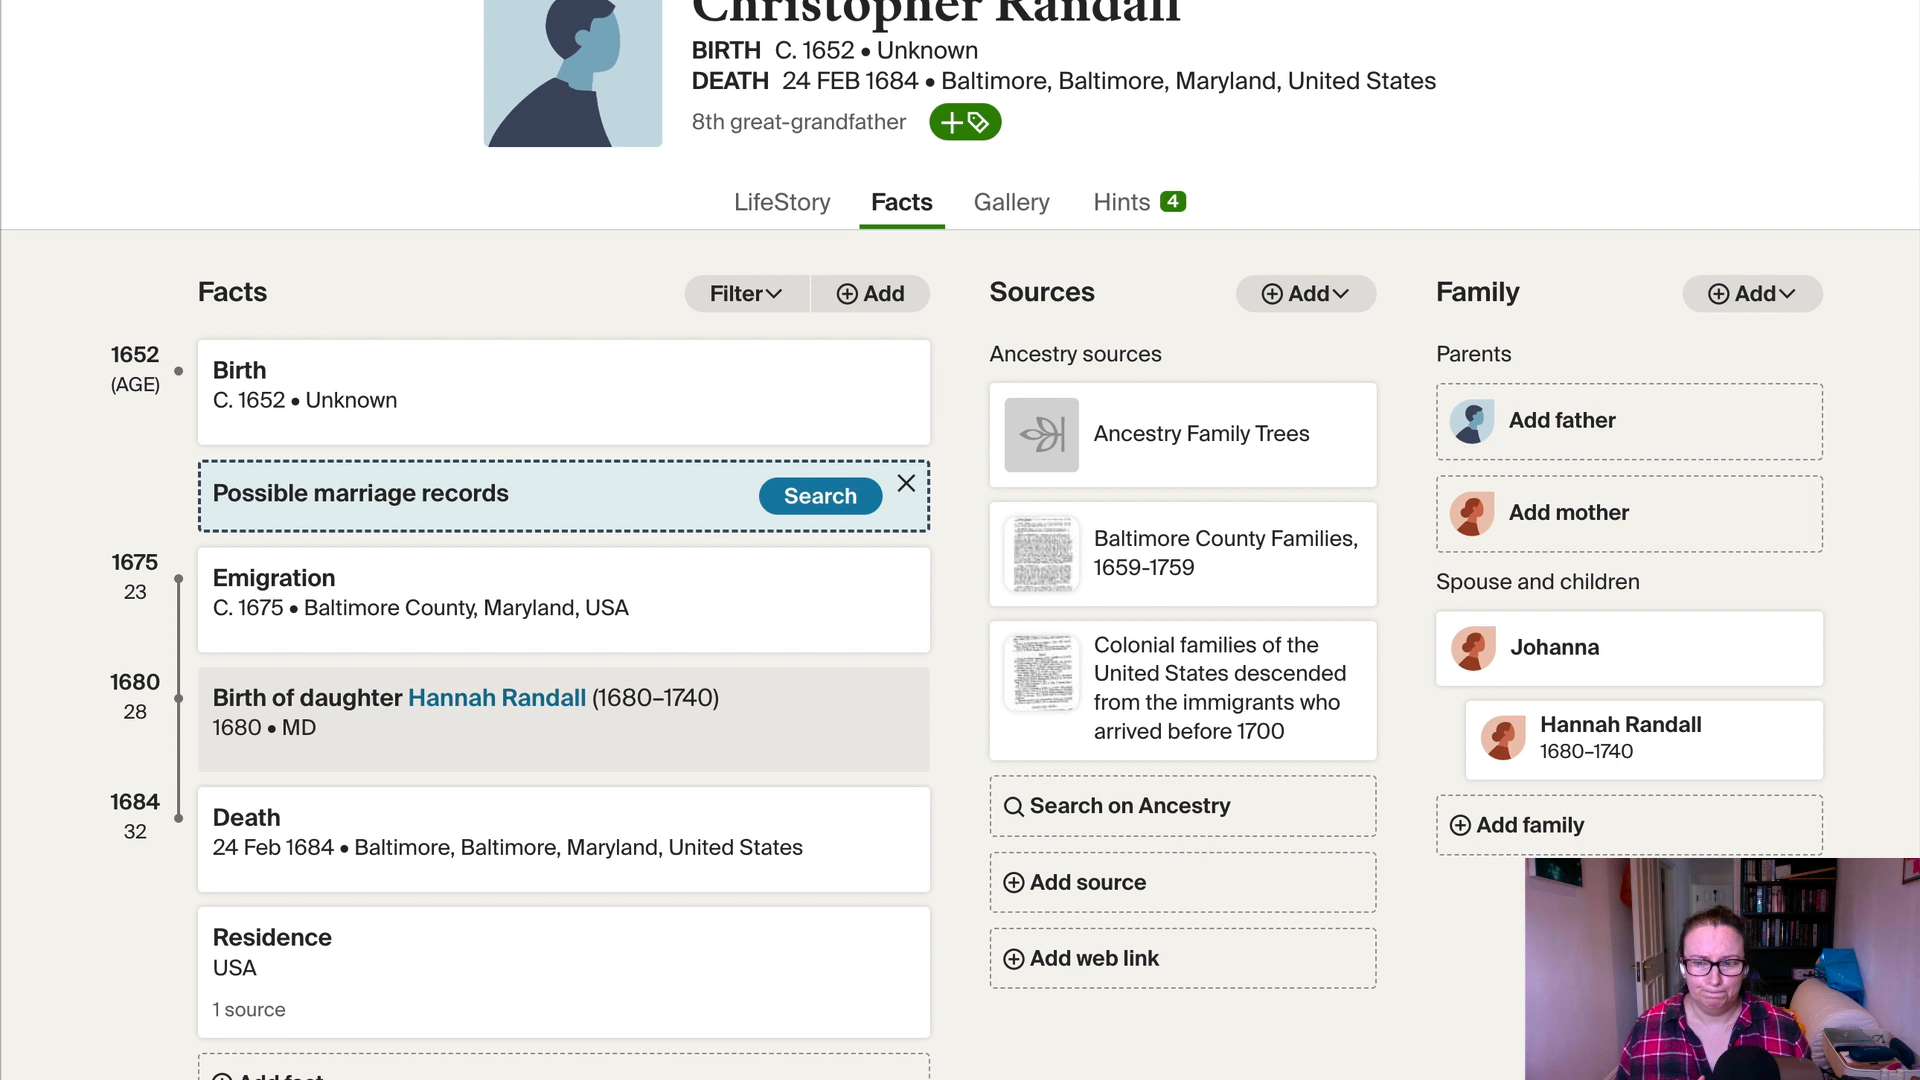 Christopher Randall
BIRTH C. 1652 • Unknown
DEATH 24 FEB 1684 • Baltimore, Baltimore, Maryland, United States
8th great-grandfather
LifeStory
Facts
Gallery
Hints 4
Facts
Filter
Add
1652
(AGE)
Birth
C. 1652 • Unknown
Possible marriage records
Search
1675
23
Emigration
C. 1675 • Baltimore County, Maryland, USA
1680
28
Birth of daughter Hannah Randall (1680–1740)
1680 • MD
1684
32
Death
24 Feb 1684 • Baltimore, Baltimore, Maryland, United States
Residence
USA
1 source
Add fact
Sources
Add
Ancestry sources
Ancestry Family Trees
Baltimore County Families,
1659-1759
Colonial families of the
United States descended
from the immigrants who
arrived before 1700
Search on Ancestry
Add source
Add web link
Family
Add
Parents
Add father
Add mother
Spouse and children
Johanna
Hannah Randall
1680–1740
Add family